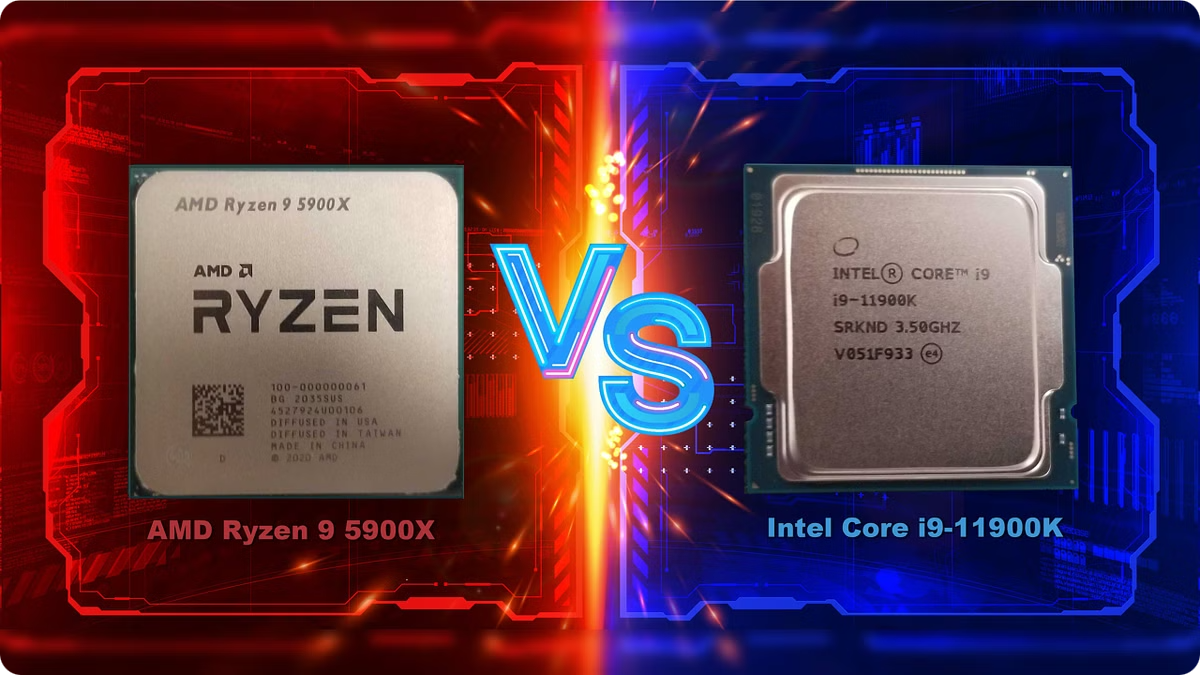 AMD Ryzen 9 5900X
AMD
RYZEN
100-000000061
BG 2035SUS
4527924U00106
DIFFUSED IN USA
DIFFUSED IN TAIWAN
MADE IN CHINA
© 2020 AMD
D
AMD Ryzen 9 5900X
VS
INTEL® CORE™ i9
i9-11900K
SRKND 3.50GHZ
V051F933 e4
Intel Core i9-11900K